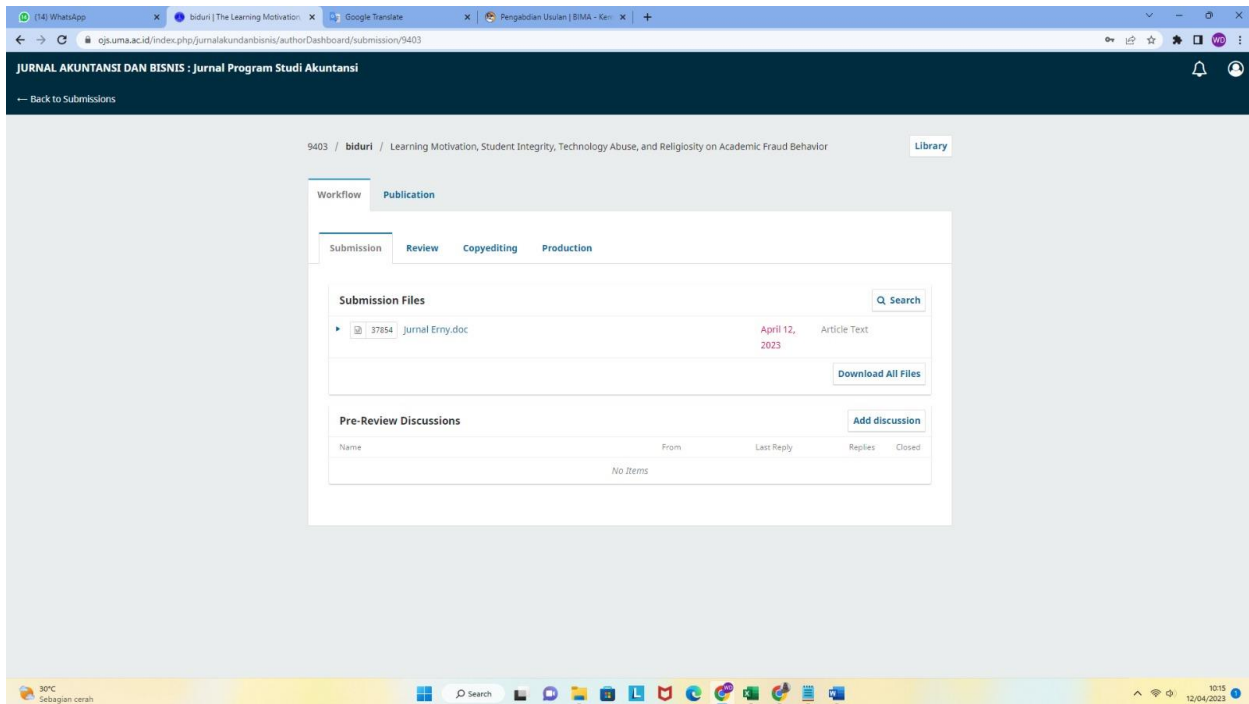 (14) WhatsApp
biduri | The Learning Motivation,
Google Translate
Pengabdian Usulan | BIMA - Kem
ojs.uma.ac.id/index.php/jurnalakundanbisnis/authorDashboard/submission/9403
WD
JURNAL AKUNTANSI DAN BISNIS : Jurnal Program Studi Akuntansi
← Back to Submissions
9403 / biduri / Learning Motivation, Student Integrity, Technology Abuse, and Religiosity on Academic Fraud Behavior
Library
Workflow Publication
Submission Review Copyediting Production
Submission Files
Search
37854 Jurnal Erny.doc April 12, Article Text
2023
Download All Files
Pre-Review Discussions
Add discussion
Name From Last Reply Replies Closed
No Items
30°C
Sebagian cerah
Search
10:15
12/04/2023